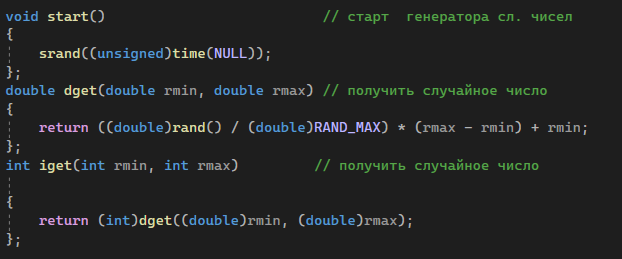 void start()                          // старт  генератора сл. чисел
{
    srand((unsigned)time(NULL));
};
double dget(double rmin, double rmax) // получить случайное число
{
    return ((double)rand() / (double)RAND_MAX) * (rmax - rmin) + rmin;
};
int iget(int rmin, int rmax)         // получить случайное число

{
    return (int)dget((double)rmin, (double)rmax);
};